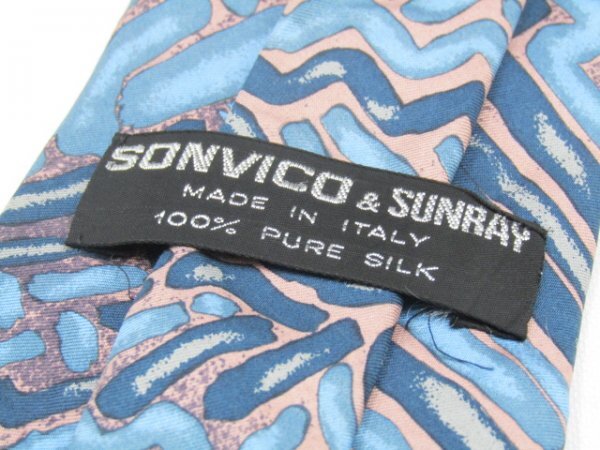 SONVICO & SUNRAY
MADE IN ITALY
100% PURE SILK